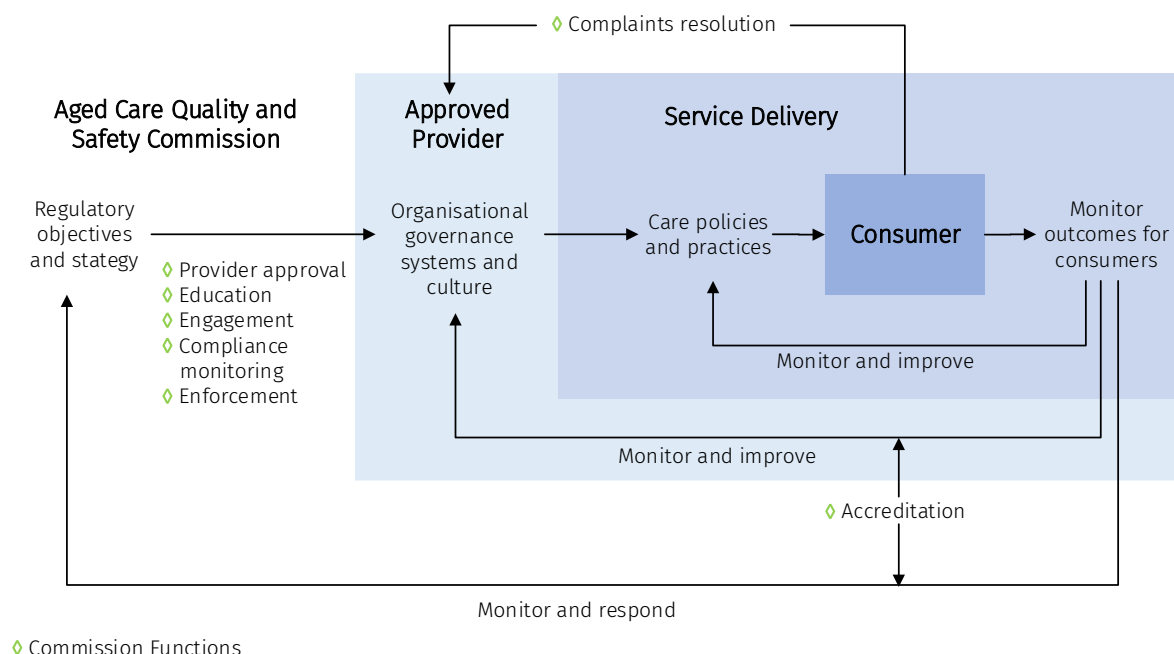 ◊ Complaints resolution
Aged Care Quality and
Safety Commission
Approved
Provider
Service Delivery
Regulatory
objectives
and stategy
◊ Provider approval
◊ Education
◊ Engagement
◊ Compliance
monitoring
◊ Enforcement
Organisational
governance
systems and
culture
Care policies
and practices
Consumer
Monitor
outcomes for
consumers
Monitor and improve
Monitor and improve
◊ Accreditation
Monitor and respond
◊ Commission Functions